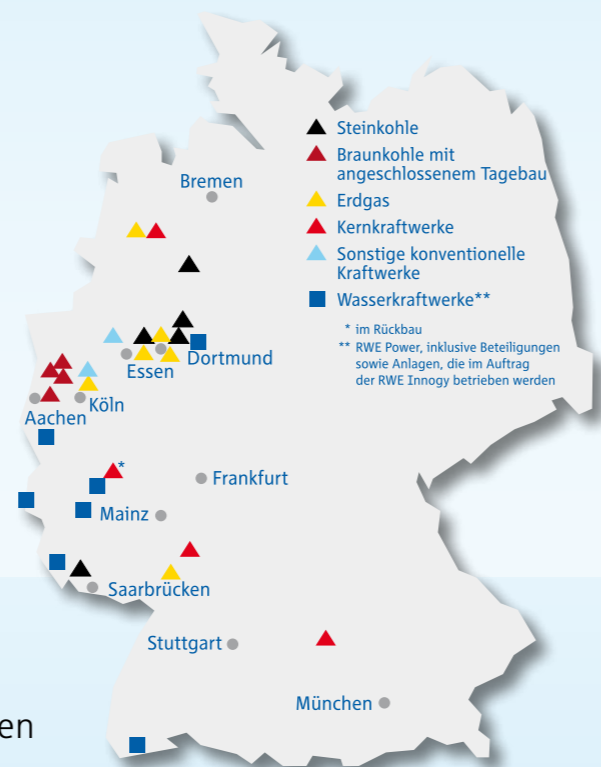 Steinkohle
Braunkohle mit
angeschlossenem Tagebau
Erdgas
Kernkraftwerke
Sonstige konventionelle
Kraftwerke
Wasserkraftwerke**
* im Rückbau
** RWE Power, inklusive Beteiligungen
sowie Anlagen, die im Auftrag
der RWE Innogy betrieben werden
Bremen
Dortmund
Essen
Köln
Aachen
*
Frankfurt
Mainz
Saarbrücken
Stuttgart
München
en